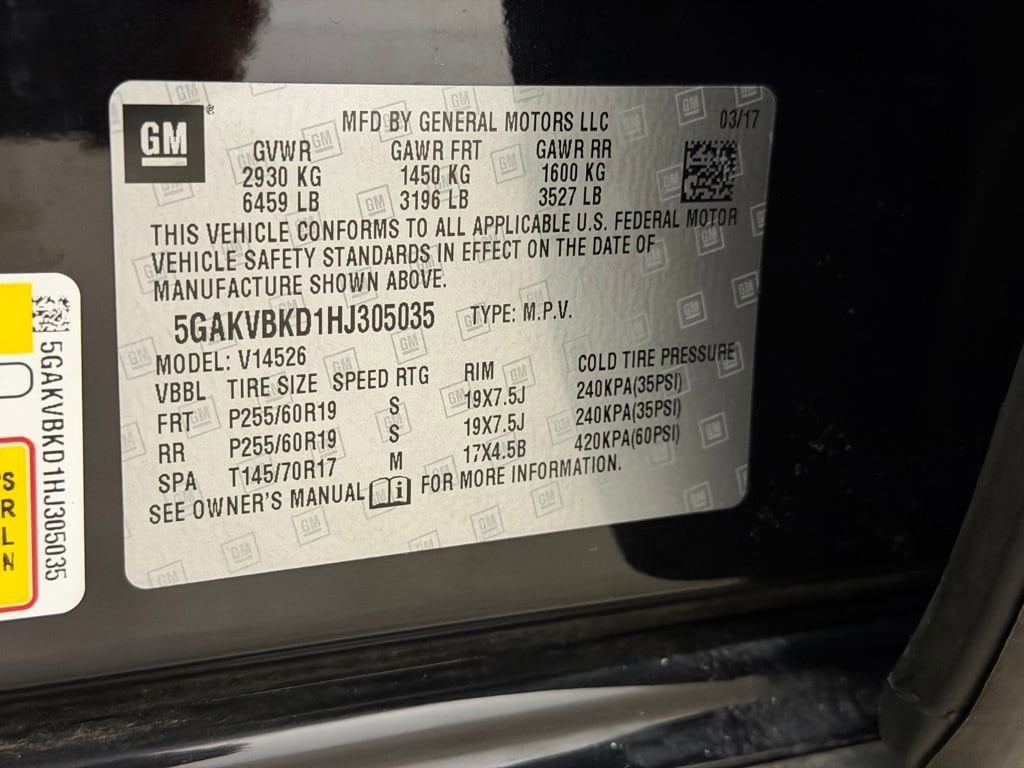 GM
MFD BY GENERAL MOTORS LLC 03/17
GVWR GAWR FRT GAWR RR
2930 KG 1450 KG 1600 KG
6459 LB 3196 LB 3527 LB
THIS VEHICLE CONFORMS TO ALL APPLICABLE U.S. FEDERAL MOTOR
VEHICLE SAFETY STANDARDS IN EFFECT ON THE DATE OF
MANUFACTURE SHOWN ABOVE.
5GAKVBKD1HJ305035 TYPE: M.P.V.
MODEL: V14526
VBBL TIRE SIZE SPEED RTG RIM COLD TIRE PRESSURE
FRT P255/60R19 S 19X7.5J 240KPA(35PSI)
RR P255/60R19 S 19X7.5J 240KPA(35PSI)
SPA T145/70R17 M 17X4.5B 420KPA(60PSI)
SEE OWNER'S MANUAL i FOR MORE INFORMATION.
5GAKVBKD1HJ305035
S
R
L
N